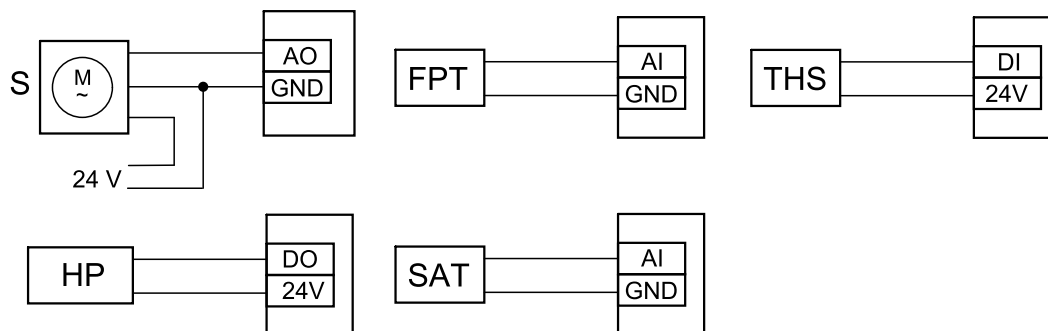 S
M
~
24 V
AO
GND
FPT
AI
GND
THS
DI
24V
HP
DO
24V
SAT
AI
GND